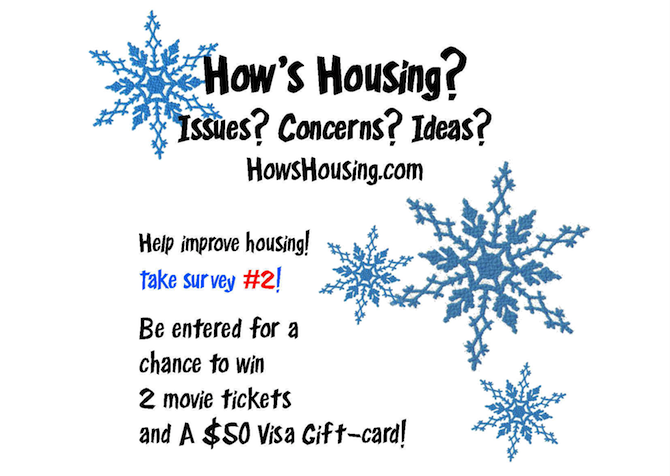 How's Housing?
Issues? Concerns? Ideas?
HowsHousing.com
Help improve housing!
take survey #2!
Be entered for a
chance to win
2 movie tickets
and A $50 Visa Gift-card!